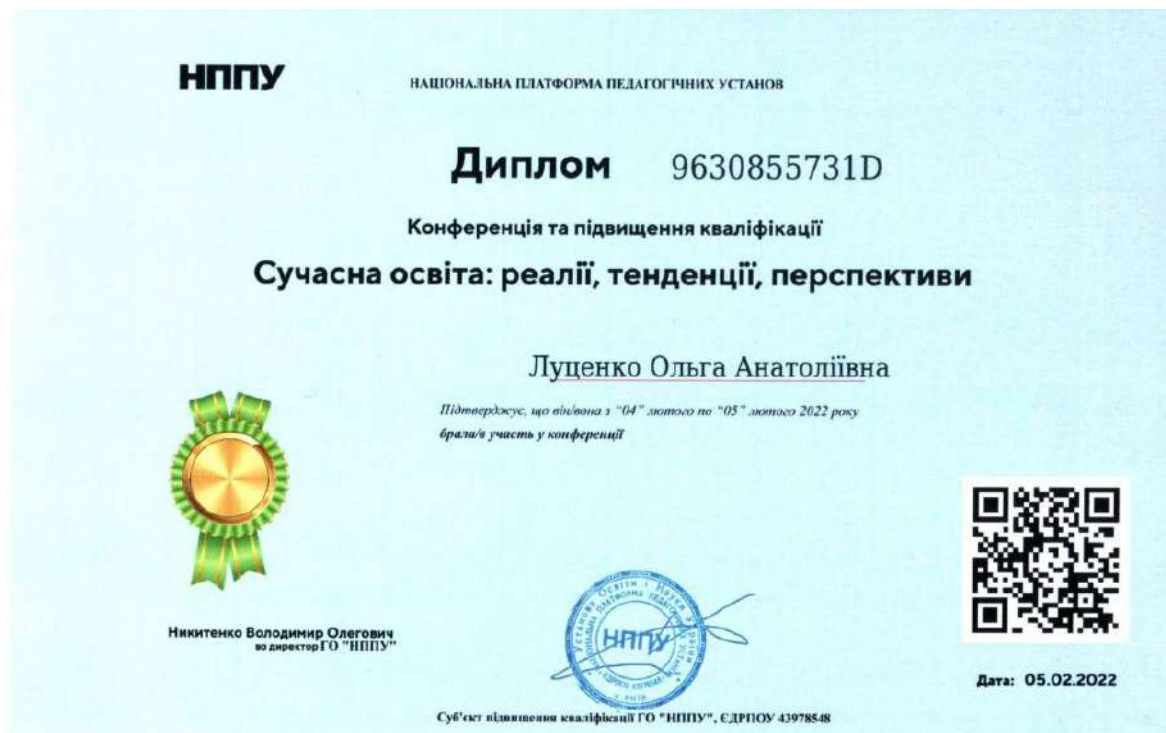 НППУ
НАЦІОНАЛЬНА ПЛАТФОРМА ПЕДАГОГІЧНИХ УСТАНОВ
Диплом 9630855731D
Конференція та підвищення кваліфікації
Сучасна освіта: реалії, тенденції, перспективи
Луценко Ольга Анатоліївна
Підтверджує, що він/вона з "04" лютого по "05" лютого 2022 року
брала/в участь у конференції
НППУ
Никитенко Володимир Олегович
во директор ГО "НППУ"
Дата: 05.02.2022
Суб'єкт підвищення кваліфікації ГО "НППУ", ЄДРПОУ 43978548